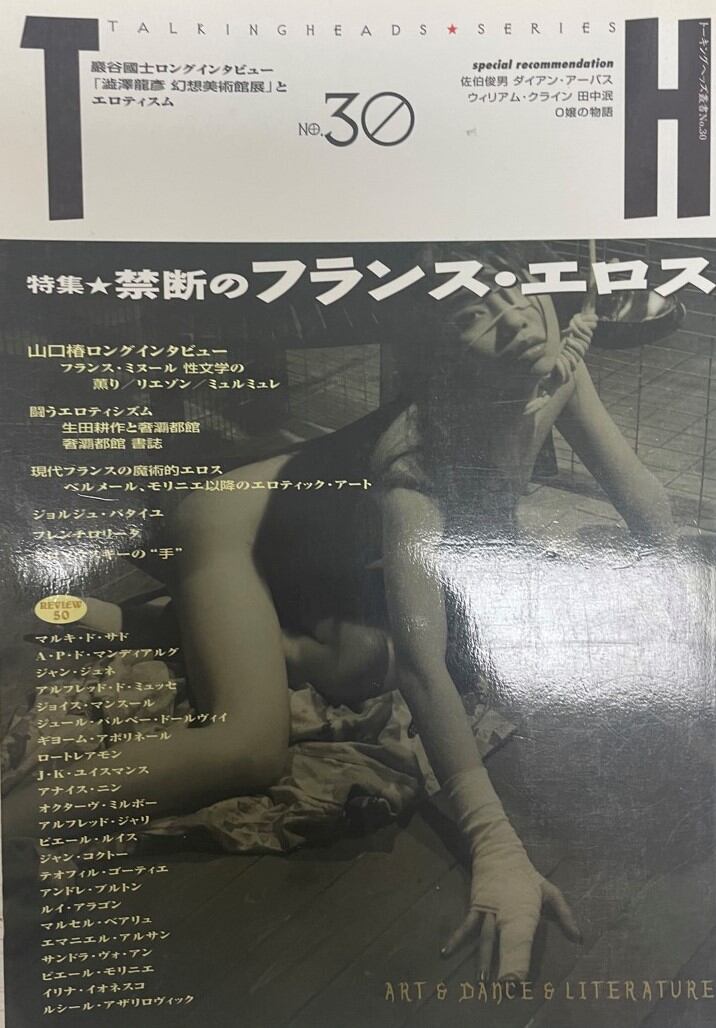 TH
TALKINGHEADS★SERIES
トーキングヘッズ叢書No.30
巖谷國士ロングインタビュー
「澁澤龍彦 幻想美術館展」と
エロティスム
No.30
special recommendation
佐伯俊男 ダイアン・アーバス
ウィリアム・クライン 田中泯
O嬢の物語
特集★禁断のフランス・エロス
山口椿ロングインタビュー
フランス・ミヌール 性文学の
薫り／リエゾン／ミュルミュレ
闘うエロティシズム
生田耕作と奢灞都館
奢灞都館 書誌
現代フランスの魔術的エロス
ベルメール、モリニエ以降のエロティック・アート
ジョルジュ・バタイユ
フレンチロリータ
キーの“手”
REVIEW
50
マルキ・ド・サド
A・P・ド・マンディアルグ
ジャン・ジュネ
アルフレッド・ド・ミュッセ
ジョイス・マンスール
ジュール・バルベー・ドールヴィイ
ギヨーム・アポリネール
ロートレアモン
J・K・ユイスマンス
アナイス・ニン
オクターヴ・ミルボー
アルフレッド・ジャリ
ピエール・ルイス
ジャン・コクトー
テオフィル・ゴーティエ
アンドレ・ブルトン
ルイ・アラゴン
マルセル・ベアリュ
エマニエル・アルサン
サンドラ・ヴォ・アン
ピエール・モリニエ
イリナ・イオネスコ
ルシール・アザリロヴィック
ART & DANCE & LITERATURE